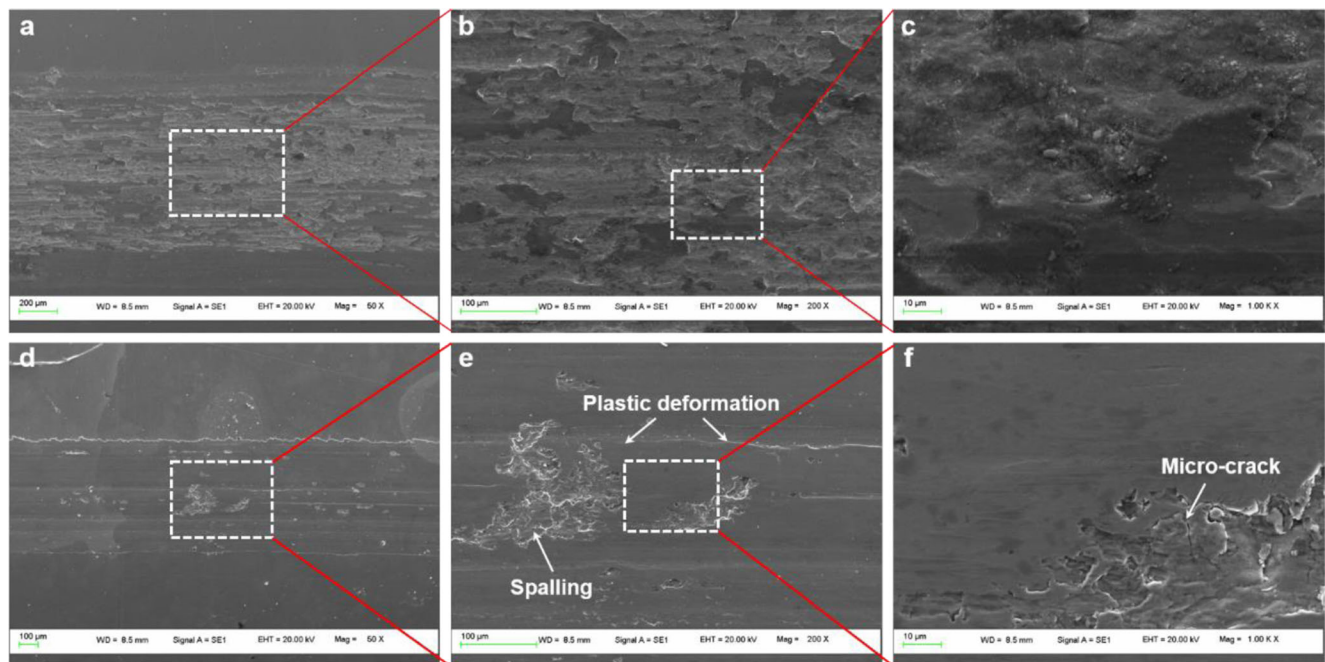 a
b
c
200 µm WD = 8.5 mm Signal A = SE1 EHT = 20.00 kV Mag = 50 X
100 µm WD = 8.5 mm Signal A = SE1 EHT = 20.00 kV Mag = 200 X
10 µm WD = 8.5 mm Signal A = SE1 EHT = 20.00 kV Mag = 1.00 K X
d
e
f
Plastic deformation
Micro-crack
Spalling
100 µm WD = 8.5 mm Signal A = SE1 EHT = 20.00 kV Mag = 50 X
100 µm WD = 8.5 mm Signal A = SE1 EHT = 20.00 kV Mag = 200 X
10 µm WD = 8.5 mm Signal A = SE1 EHT = 20.00 kV Mag = 1.00 K X